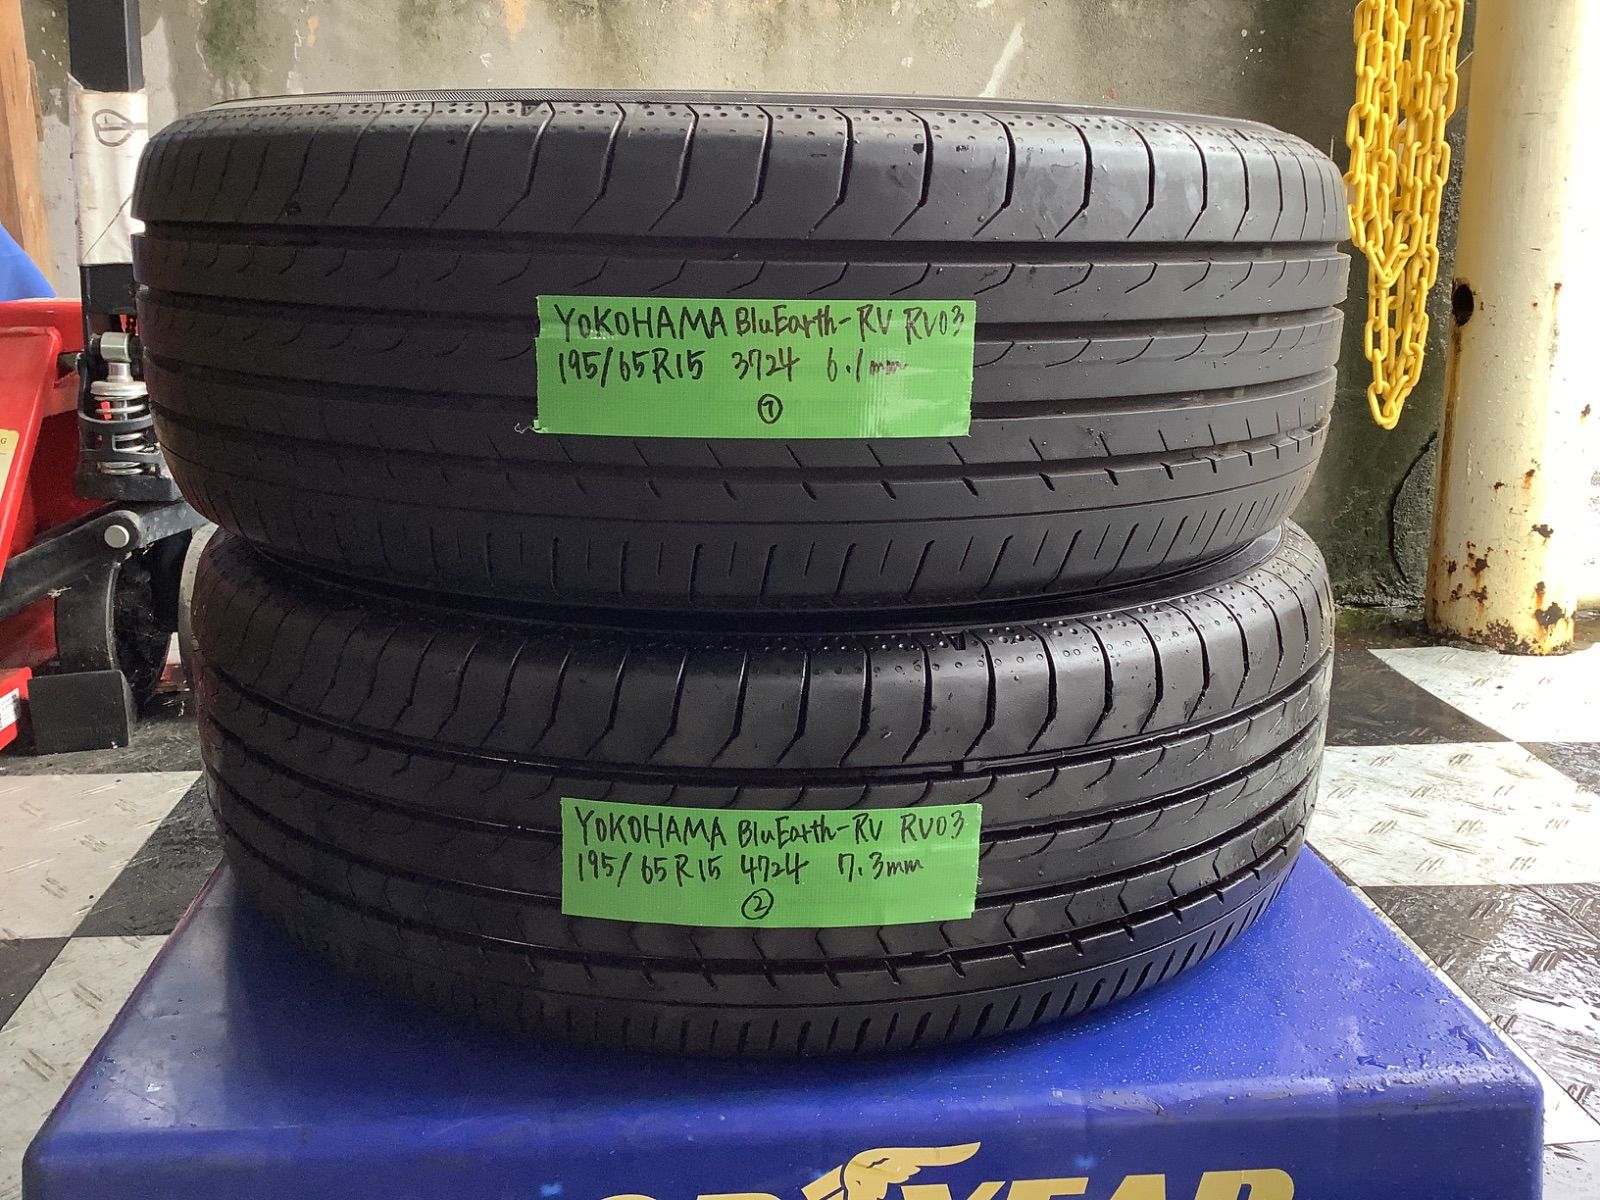 YOKOHAMA BluEarth-RV RV03
195/65R15 3724 6.1mm
①
YOKOHAMA BluEarth-RV RV03
195/65R15 4724 7.3mm
②